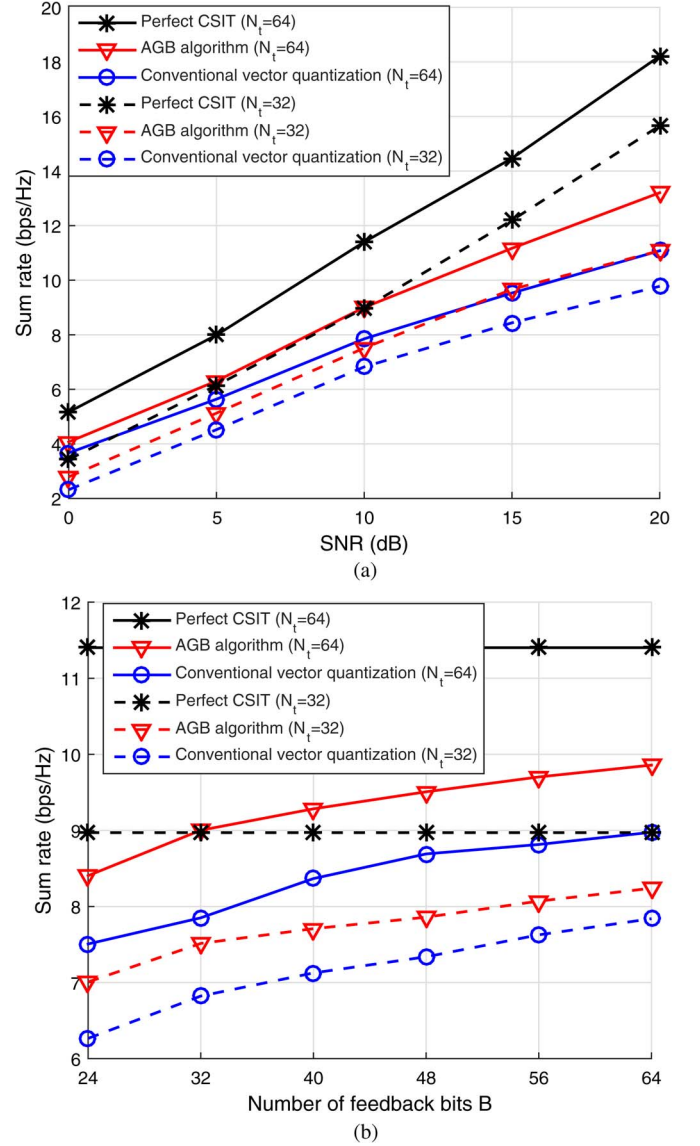 Perfect CSIT (N_t=64)
AGB algorithm (N_t=64)
Conventional vector quantization (N_t=64)
Perfect CSIT (N_t=32)
AGB algorithm (N_t=32)
Conventional vector quantization (N_t=32)
20
18
16
14
12
10
8
6
4
2
Sum rate (bps/Hz)
0 5 10 15 20
SNR (dB)
(a)
Perfect CSIT (N_t=64)
AGB algorithm (N_t=64)
Conventional vector quantization (N_t=64)
Perfect CSIT (N_t=32)
AGB algorithm (N_t=32)
Conventional vector quantization (N_t=32)
12
11
10
9
8
7
6
Sum rate (bps/Hz)
24 32 40 48 56 64
Number of feedback bits B
(b)